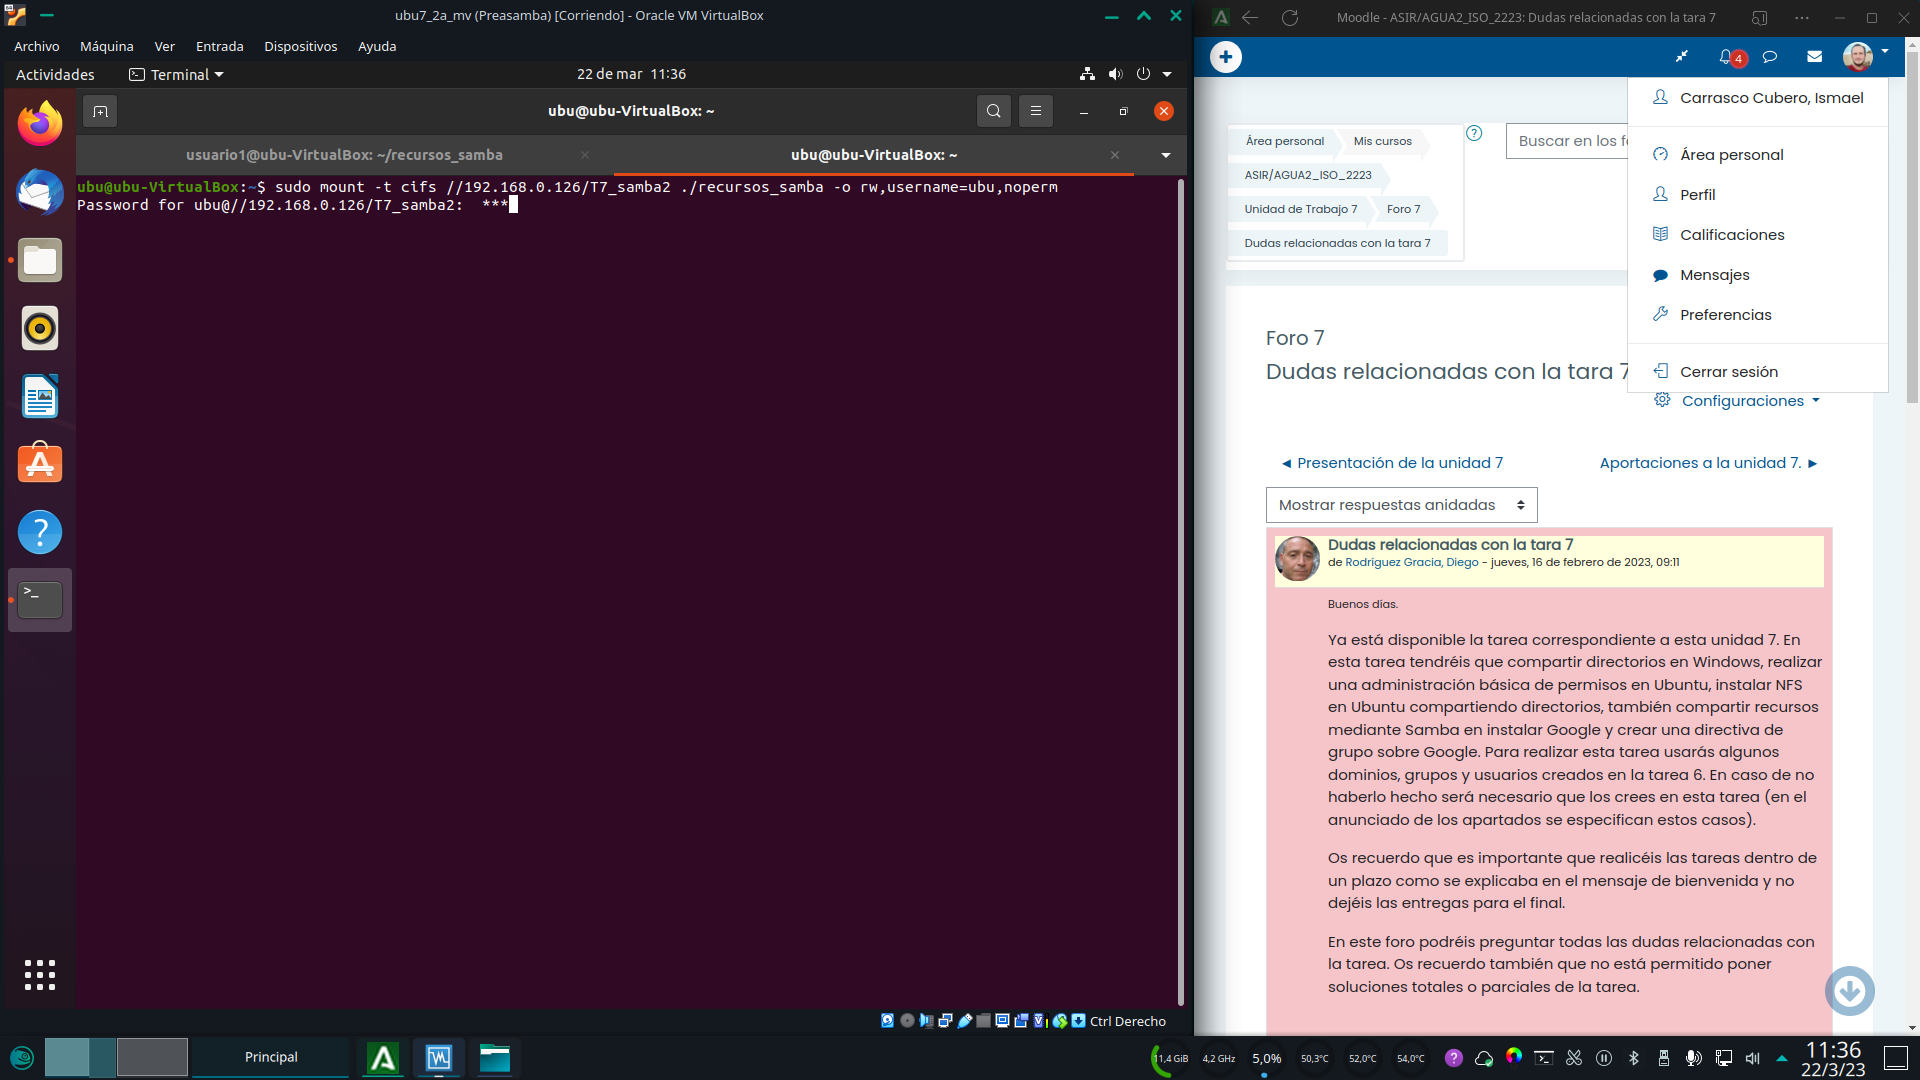 ubu7_2a_mv (Preasamba) [Corriendo] - Oracle VM VirtualBox
Archivo Máquina Ver Entrada Dispositivos Ayuda
Actividades Terminal 22 de mar 11:36
ubu@ubu-VirtualBox: ~
usuario1@ubu-VirtualBox: ~/recursos_samba
ubu@ubu-VirtualBox: ~
ubu@ubu-VirtualBox:~$ sudo mount -t cifs //192.168.0.126/T7_samba2 ./recursos_samba -o rw,username=ubu,noperm
Password for ubu@//192.168.0.126/T7_samba2:  ***
Ctrl Derecho
Moodle - ASIR/AGUA2_ISO_2223: Dudas relacionadas con la tara 7
4
Carrasco Cubero, Ismael
Área personal
Perfil
Calificaciones
Mensajes
Preferencias
Cerrar sesión
Área personal Mis cursos
ASIR/AGUA2_ISO_2223
Unidad de Trabajo 7 Foro 7
Dudas relacionadas con la tara 7
Buscar en los
Foro 7
Dudas relacionadas con la tara 7
Configuraciones
◄ Presentación de la unidad 7
Aportaciones a la unidad 7. ►
Mostrar respuestas anidadas
Dudas relacionadas con la tara 7
de Rodríguez Gracia, Diego - jueves, 16 de febrero de 2023, 09:11
Buenos días.
Ya está disponible la tarea correspondiente a esta unidad 7. En
esta tarea tendréis que compartir directorios en Windows, realizar
una administración básica de permisos en Ubuntu, instalar NFS
en Ubuntu compartiendo directorios, también compartir recursos
mediante Samba en instalar Google y crear una directiva de
grupo sobre Google. Para realizar esta tarea usarás algunos
dominios, grupos y usuarios creados en la tarea 6. En caso de no
haberlo hecho será necesario que los crees en esta tarea (en el
anunciado de los apartados se especifican estos casos).
Os recuerdo que es importante que realicéis las tareas dentro de
un plazo como se explicaba en el mensaje de bienvenida y no
dejéis las entregas para el final.
En este foro podréis preguntar todas las dudas relacionadas con
la tarea. Os recuerdo también que no está permitido poner
soluciones totales o parciales de la tarea.
Principal
11,4 GiB 4,2 GHz 5,0% 50,3°C 52,0°C 54,0°C
11:36
22/3/23